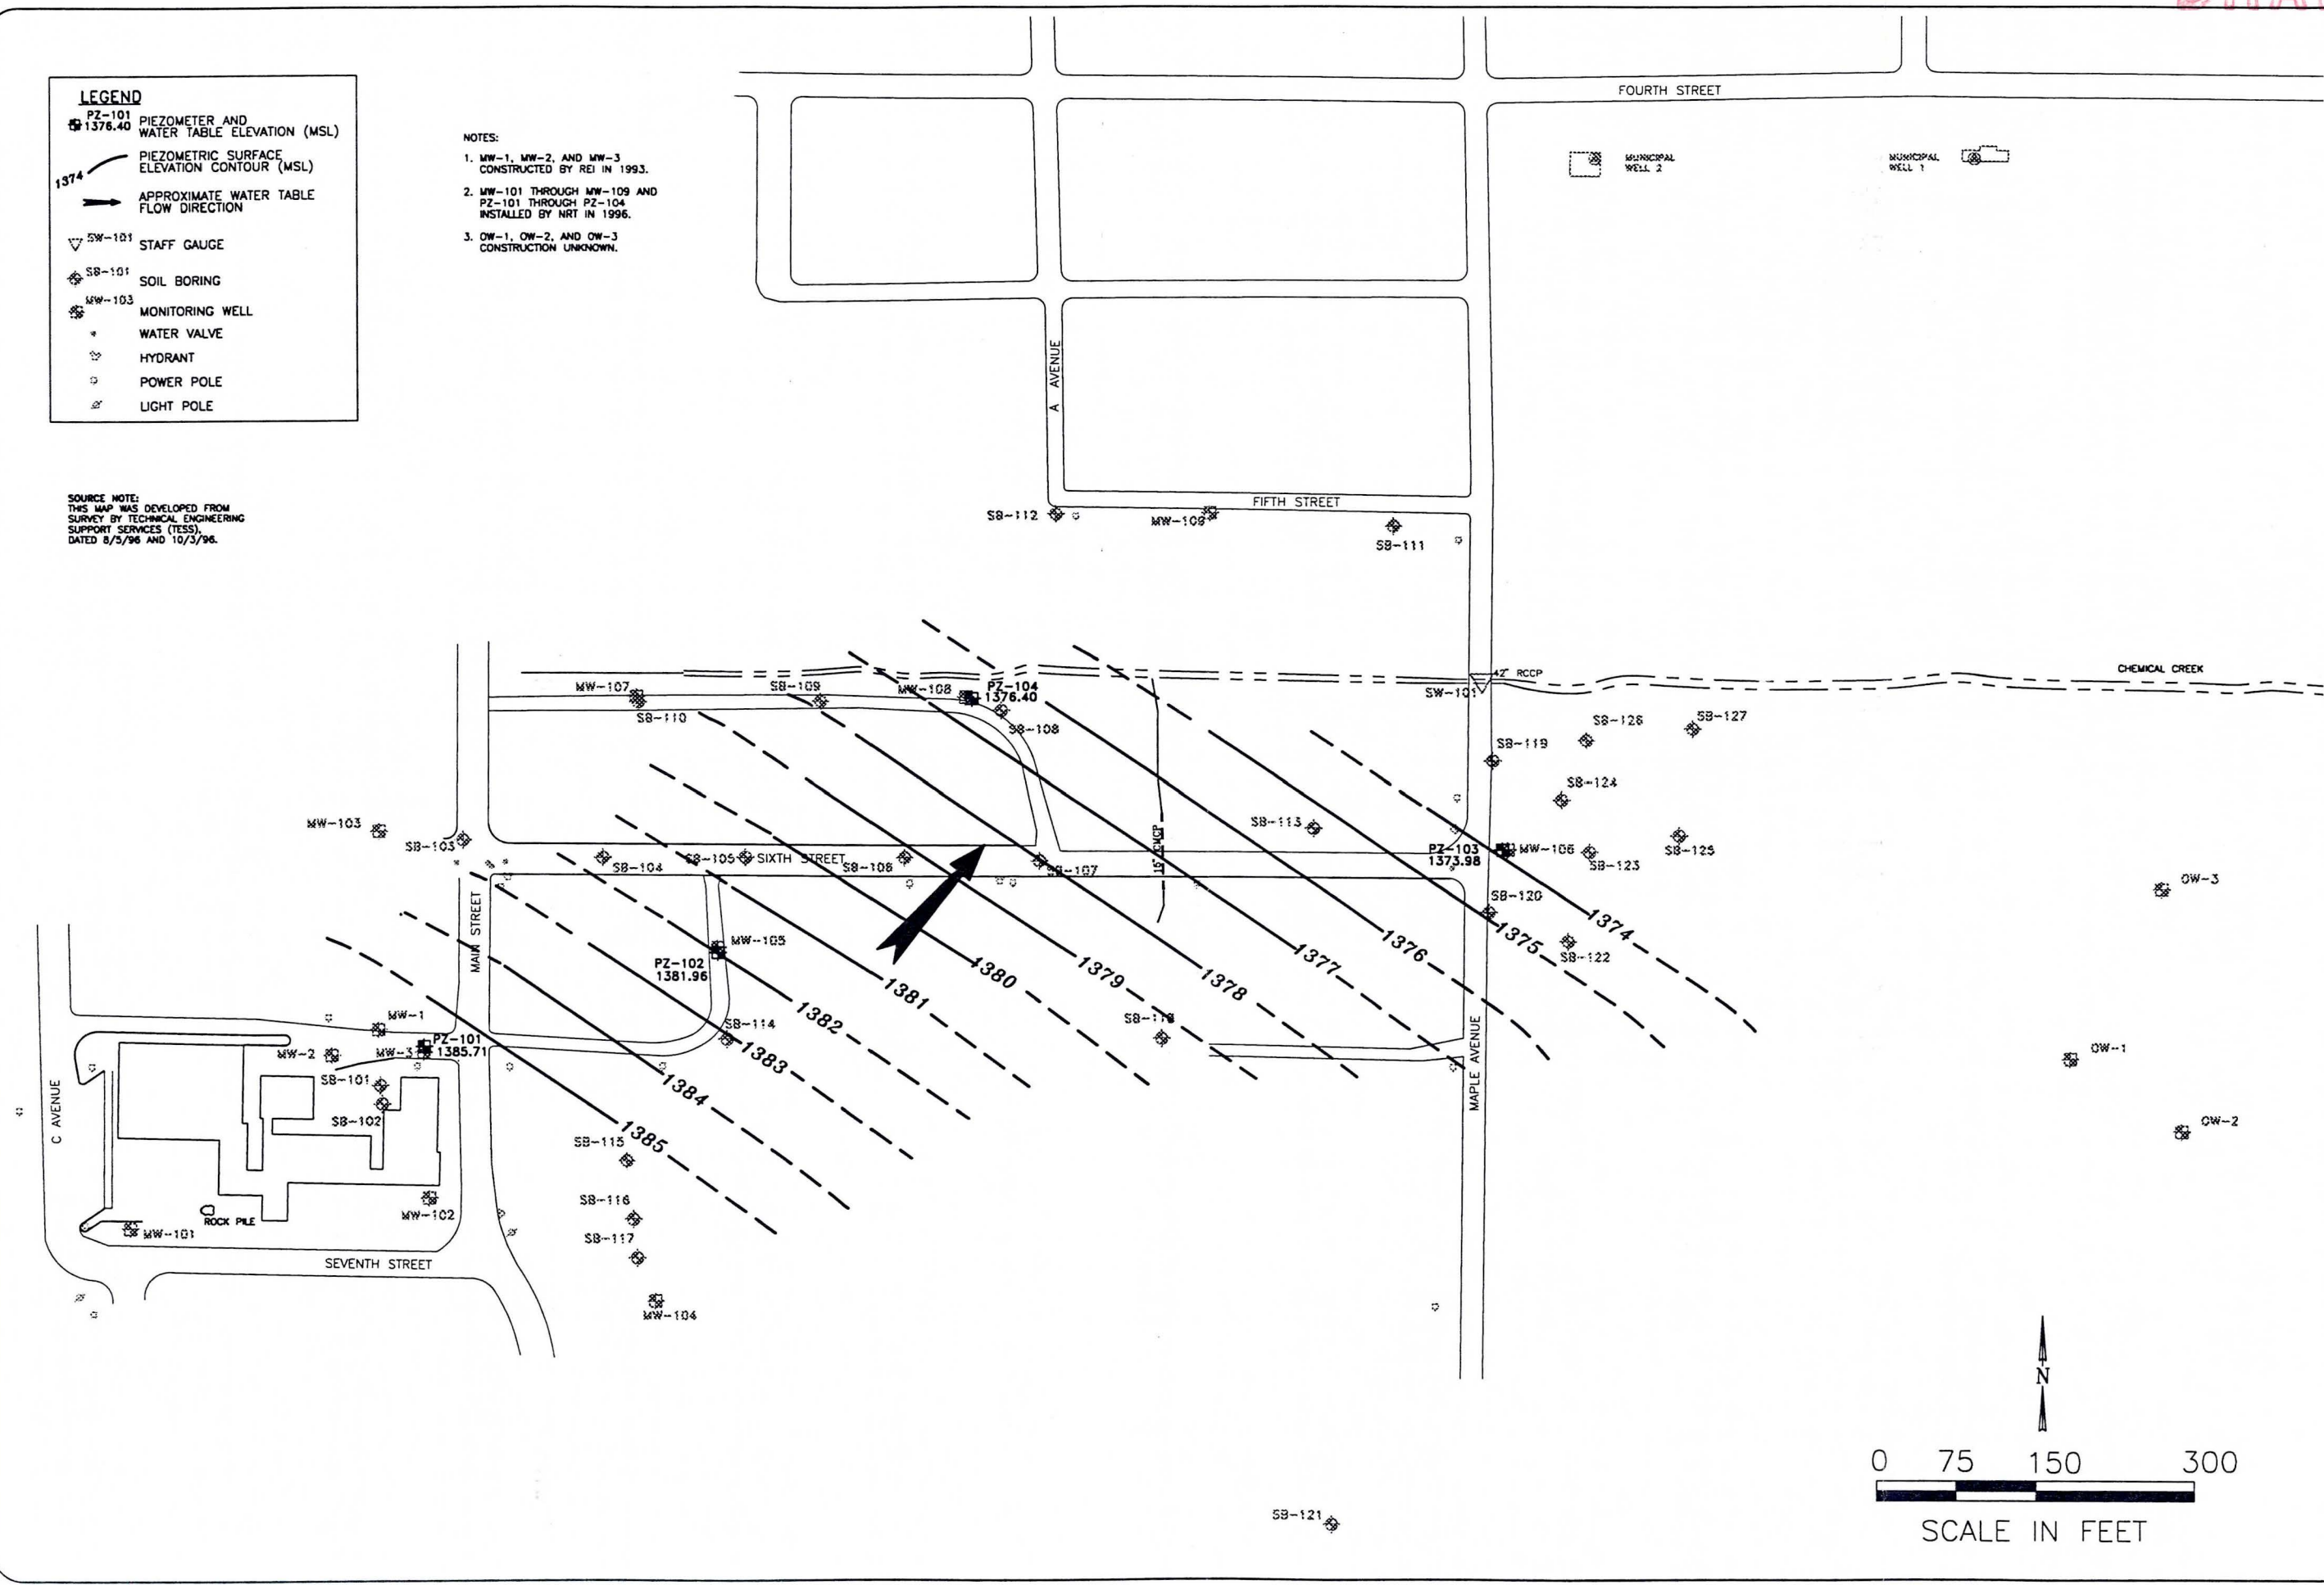 FOURTH STREET
LEGEND
PZ-101
1376.40
PIEZOMETER AND
WATER TABLE ELEVATION (MSL)
1374
PIEZOMETRIC SURFACE
ELEVATION CONTOUR (MSL)
APPROXIMATE WATER TABLE
FLOW DIRECTION
SW-101
STAFF GAUGE
SB-101
SOIL BORING
MW-103
MONITORING WELL
WATER VALVE
HYDRANT
POWER POLE
LIGHT POLE
NOTES:
1. MW-1, MW-2, AND MW-3
CONSTRUCTED BY REI IN 1993.
2. MW-101 THROUGH MW-109 AND
PZ-101 THROUGH PZ-104
INSTALLED BY NRT IN 1996.
3. OW-1, OW-2, AND OW-3
CONSTRUCTION UNKNOWN.
MUNICIPAL
WELL 2
MUNICIPAL
WELL 1
A AVENUE
SOURCE NOTE:
THIS MAP WAS DEVELOPED FROM
SURVEY BY TECHNICAL ENGINEERING
SUPPORT SERVICES (TESS),
DATED 8/5/96 AND 10/3/96.
FIFTH STREET
SB-112
MW-109
SB-111
CHEMICAL CREEK
42" RCCP
SW-101
MW-107
SB-110
SB-109
MW-108
PZ-104
1376.40
SB-108
SB-126
SB-127
SB-119
SB-124
MW-103
SB-103
SB-104
SB-105
SIXTH STREET
SB-106
SB-107
SB-113
PZ-103
1373.98
MW-106
SB-123
SB-125
OW-3
SB-120
SB-122
MAIN STREET
MW-105
PZ-102
1381.96
1374
1375
1376
1377
1378
1379
1380
1381
1382
1383
1384
1385
MW-1
MW-2
MW-3
PZ-101
1385.71
SB-114
SB-118
SB-101
SB-102
C AVENUE
MAPLE AVENUE
OW-1
OW-2
SB-115
SB-116
SB-117
MW-104
MW-102
ROCK PILE
MW-101
SEVENTH STREET
N
0 75 150 300
SCALE IN FEET
SB-121